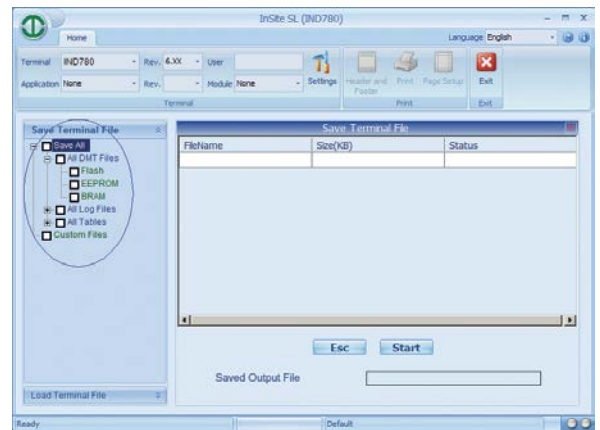 InSite SL (IND780)
Home
Language English
Terminal IND780 Rev. 6.XX User
Application None Rev. Module None
Settings
Header and Footer
Print
Page Setup
Exit
Terminal
Print
Exit
Save Terminal File
Save All
All DMT Files
Flash
EEPROM
BRAM
All Log Files
All Tables
Custom Files
Load Terminal File
Save Terminal File
FileName Size(KB) Status
Esc Start
Saved Output File
Ready Default